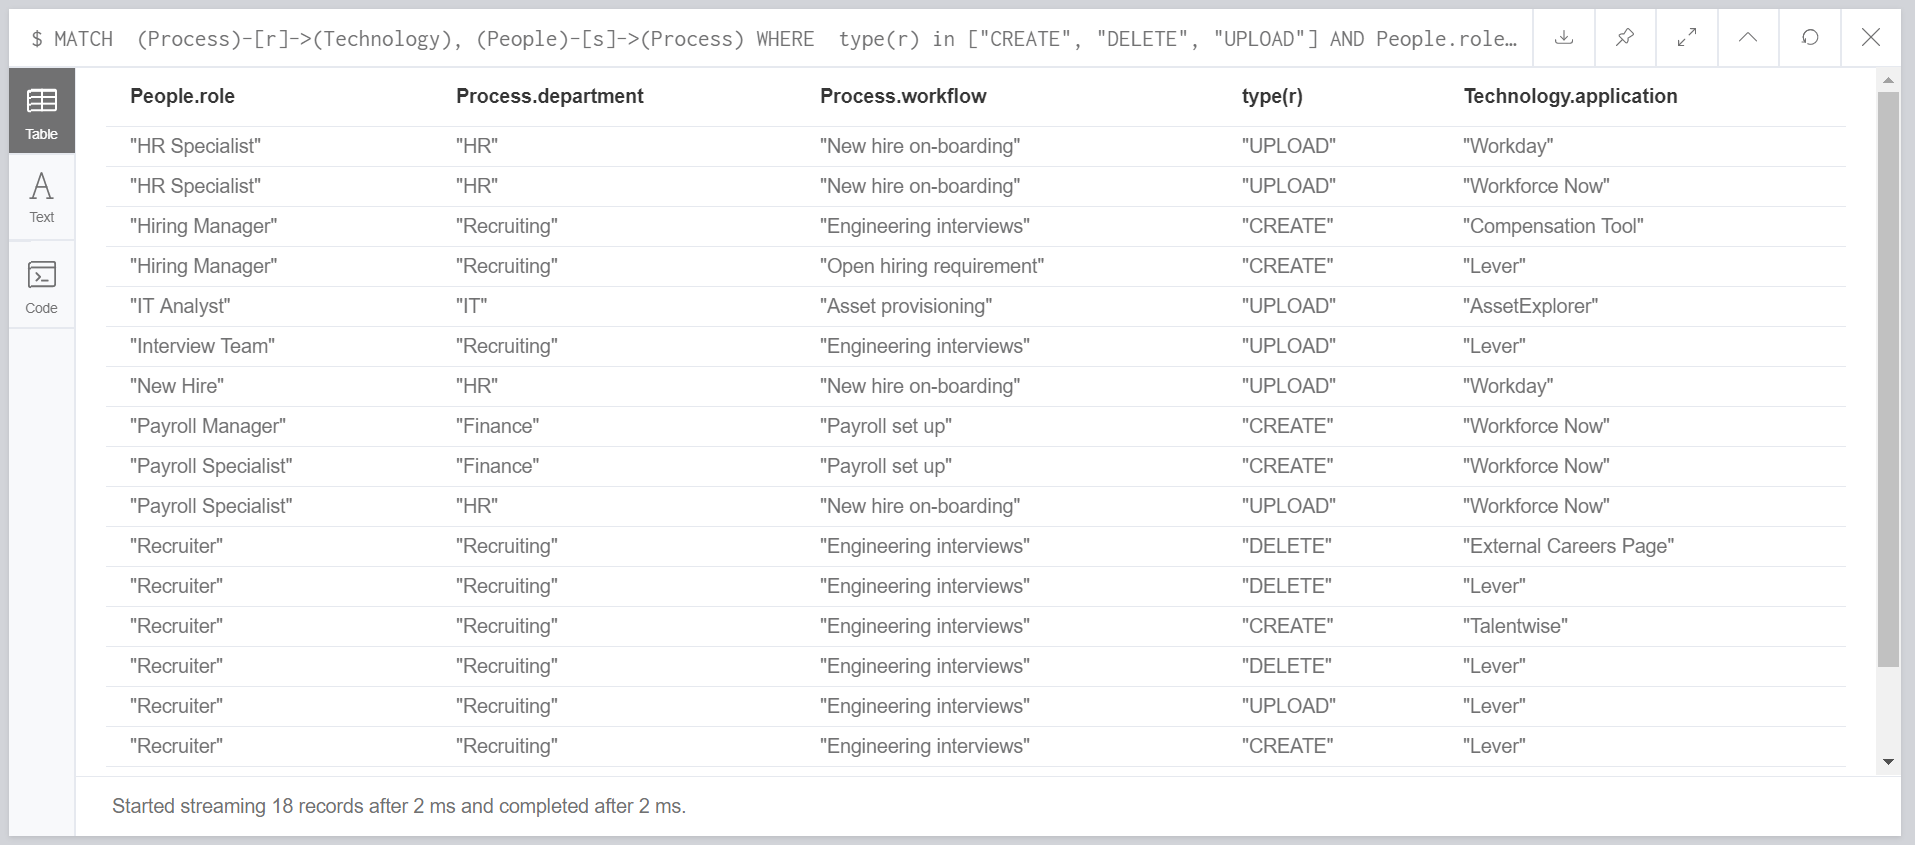 $ MATCH  (Process)-[r]->(Technology), (People)-[s]->(Process) WHERE  type(r) in ["CREATE", "DELETE", "UPLOAD"] AND People.role…
Table
Text
Code
People.role Process.department Process.workflow type(r) Technology.application
"HR Specialist" "HR" "New hire on-boarding" "UPLOAD" "Workday"
"HR Specialist" "HR" "New hire on-boarding" "UPLOAD" "Workforce Now"
"Hiring Manager" "Recruiting" "Engineering interviews" "CREATE" "Compensation Tool"
"Hiring Manager" "Recruiting" "Open hiring requirement" "CREATE" "Lever"
"IT Analyst" "IT" "Asset provisioning" "UPLOAD" "AssetExplorer"
"Interview Team" "Recruiting" "Engineering interviews" "UPLOAD" "Lever"
"New Hire" "HR" "New hire on-boarding" "UPLOAD" "Workday"
"Payroll Manager" "Finance" "Payroll set up" "CREATE" "Workforce Now"
"Payroll Specialist" "Finance" "Payroll set up" "CREATE" "Workforce Now"
"Payroll Specialist" "HR" "New hire on-boarding" "UPLOAD" "Workforce Now"
"Recruiter" "Recruiting" "Engineering interviews" "DELETE" "External Careers Page"
"Recruiter" "Recruiting" "Engineering interviews" "DELETE" "Lever"
"Recruiter" "Recruiting" "Engineering interviews" "CREATE" "Talentwise"
"Recruiter" "Recruiting" "Engineering interviews" "DELETE" "Lever"
"Recruiter" "Recruiting" "Engineering interviews" "UPLOAD" "Lever"
"Recruiter" "Recruiting" "Engineering interviews" "CREATE" "Lever"
Started streaming 18 records after 2 ms and completed after 2 ms.